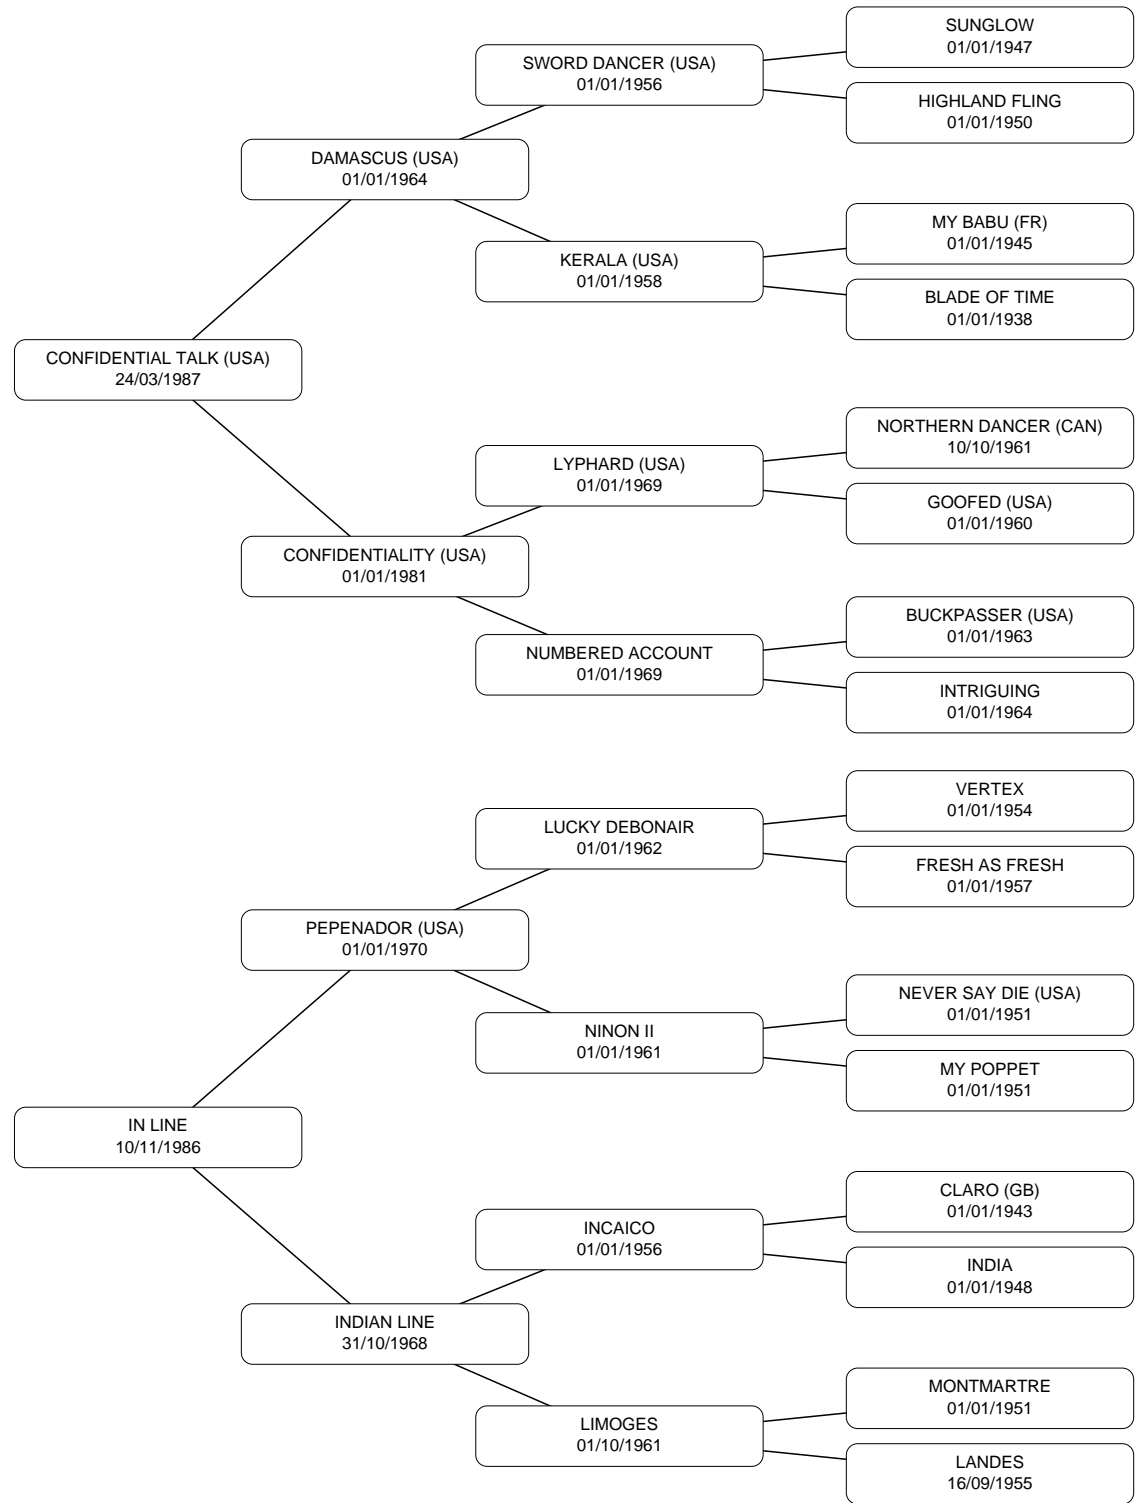 SUNGLOW
01/01/1947
SWORD DANCER (USA)
01/01/1956
HIGHLAND FLING
01/01/1950
DAMASCUS (USA)
01/01/1964
MY BABU (FR)
01/01/1945
KERALA (USA)
01/01/1958
BLADE OF TIME
01/01/1938
CONFIDENTIAL TALK (USA)
24/03/1987
NORTHERN DANCER (CAN)
10/10/1961
LYPHARD (USA)
01/01/1969
GOOFED (USA)
01/01/1960
CONFIDENTIALITY (USA)
01/01/1981
BUCKPASSER (USA)
01/01/1963
NUMBERED ACCOUNT
01/01/1969
INTRIGUING
01/01/1964
VERTEX
01/01/1954
LUCKY DEBONAIR
01/01/1962
FRESH AS FRESH
01/01/1957
PEPENADOR (USA)
01/01/1970
NEVER SAY DIE (USA)
01/01/1951
NINON II
01/01/1961
MY POPPET
01/01/1951
IN LINE
10/11/1986
CLARO (GB)
01/01/1943
INCAICO
01/01/1956
INDIA
01/01/1948
INDIAN LINE
31/10/1968
MONTMARTRE
01/01/1951
LIMOGES
01/10/1961
LANDES
16/09/1955